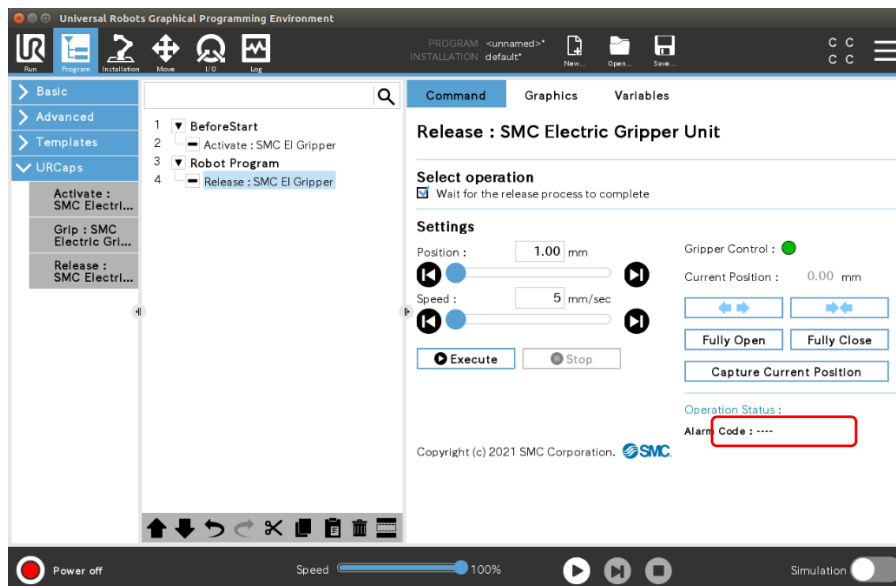 Universal Robots Graphical Programming Environment
PROGRAM <unnamed>*
INSTALLATION default*
Run
Program
Installation
Move
I/O
Log
New...
Open...
Save...
C C
C C
Basic
Advanced
Templates
URCaps
Activate :
SMC Electri...
Grip : SMC
Electric Gri...
Release :
SMC Electri...
1 BeforeStart
2 Activate : SMC El Gripper
3 Robot Program
4 Release : SMC El Gripper
Command Graphics Variables
Release : SMC Electric Gripper Unit
Select operation
Wait for the release process to complete
Settings
Position : 1.00 mm
Speed : 5 mm/sec
Execute Stop
Gripper Control :
Current Position : 0.00 mm
Fully Open Fully Close
Capture Current Position
Operation Status :
Alarm Code : ----
Copyright (c) 2021 SMC Corporation. SMC
Power off
Speed 100%
Simulation